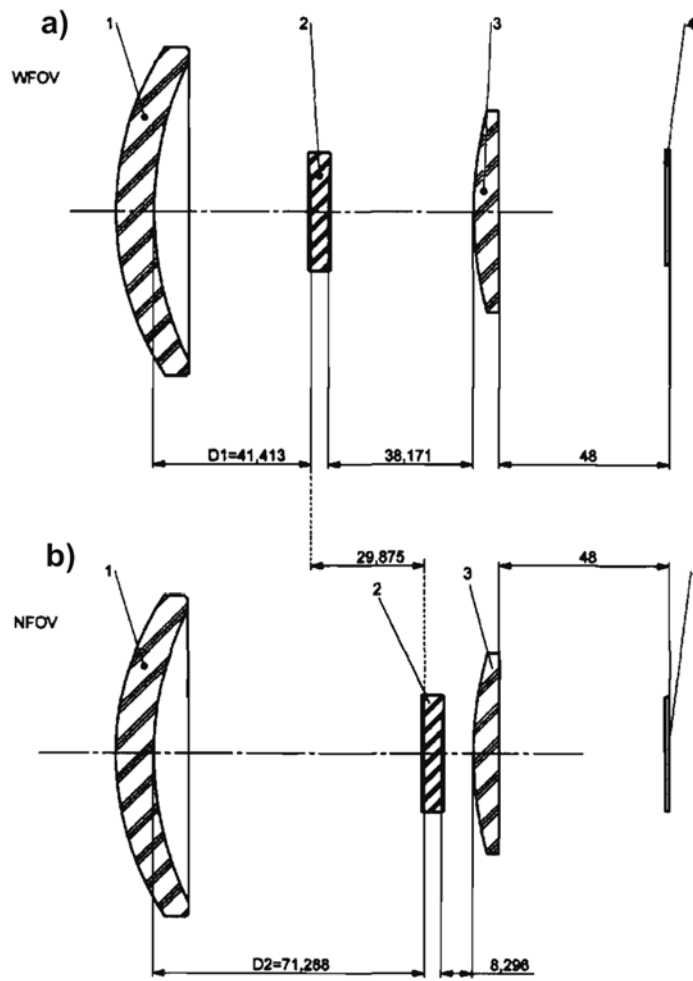 a)
1 2 3 4
WFOV
D1=41,413 38,171 48
b)
29,875 48
1 2 3
NFOV
D2=71,288 8,296